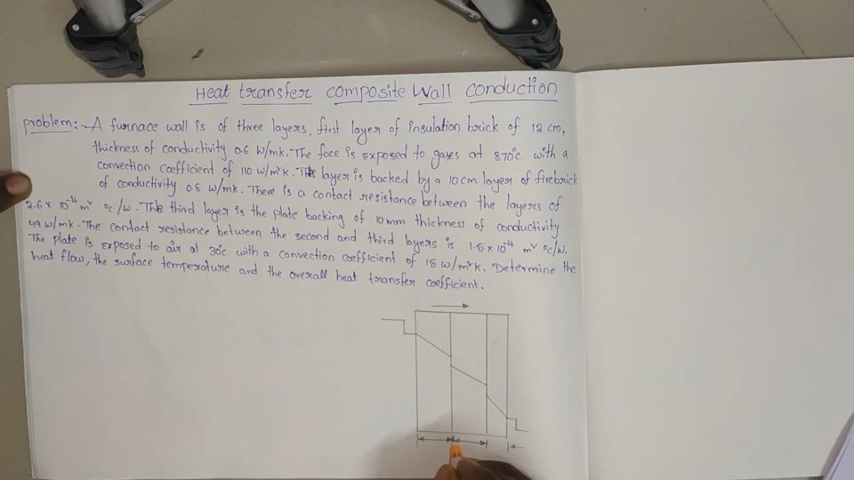 Heat transfer composite Wall conduction
problem:- A furnace wall is of three layers, first layer of insulation brick of 12 cm,
thickness of conductivity 0.6 W/mk. The face is exposed to gases at 870°c with a
convection coefficient of 110 w/m²k. The layer is backed by a 10 cm layer of firebrick
of conductivity 0.8 w/mk. There is a contact resistance between the layers of
2.6 x 10⁻⁴ m² °c/w. The third layer is the plate backing of 10mm thickness of conductivity
49 w/mk. The contact resistance between the second and third layers is 1.5 x 10⁻⁴ m² °c/w.
The plate is exposed to air at 30°c with a convection coefficient of 15 w/m²k. Determine the
heat flow, the surface temperature and the overall heat transfer coefficient.